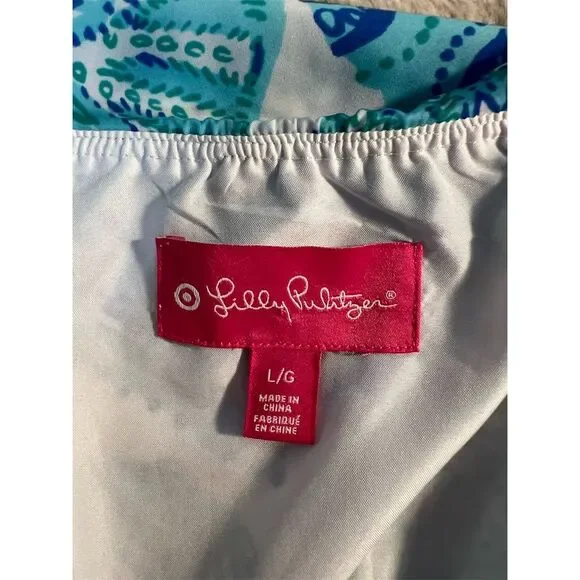 Lilly Pulitzer®
L/G
MADE IN
CHINA
FABRIQUÉ
EN CHINE